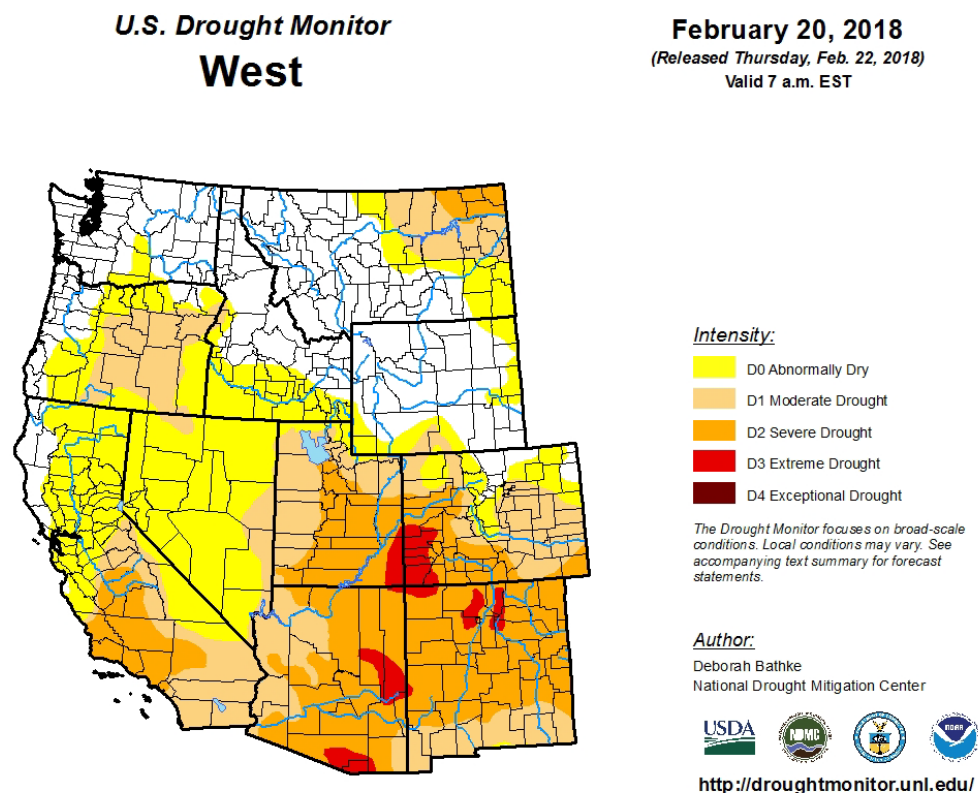 U.S. Drought Monitor
West
February 20, 2018
(Released Thursday, Feb. 22, 2018)
Valid 7 a.m. EST
Intensity:
D0 Abnormally Dry
D1 Moderate Drought
D2 Severe Drought
D3 Extreme Drought
D4 Exceptional Drought
The Drought Monitor focuses on broad-scale
conditions. Local conditions may vary. See
accompanying text summary for forecast
statements.
Author:
Deborah Bathke
National Drought Mitigation Center
USDA
NDMC
NOAA
http://droughtmonitor.unl.edu/